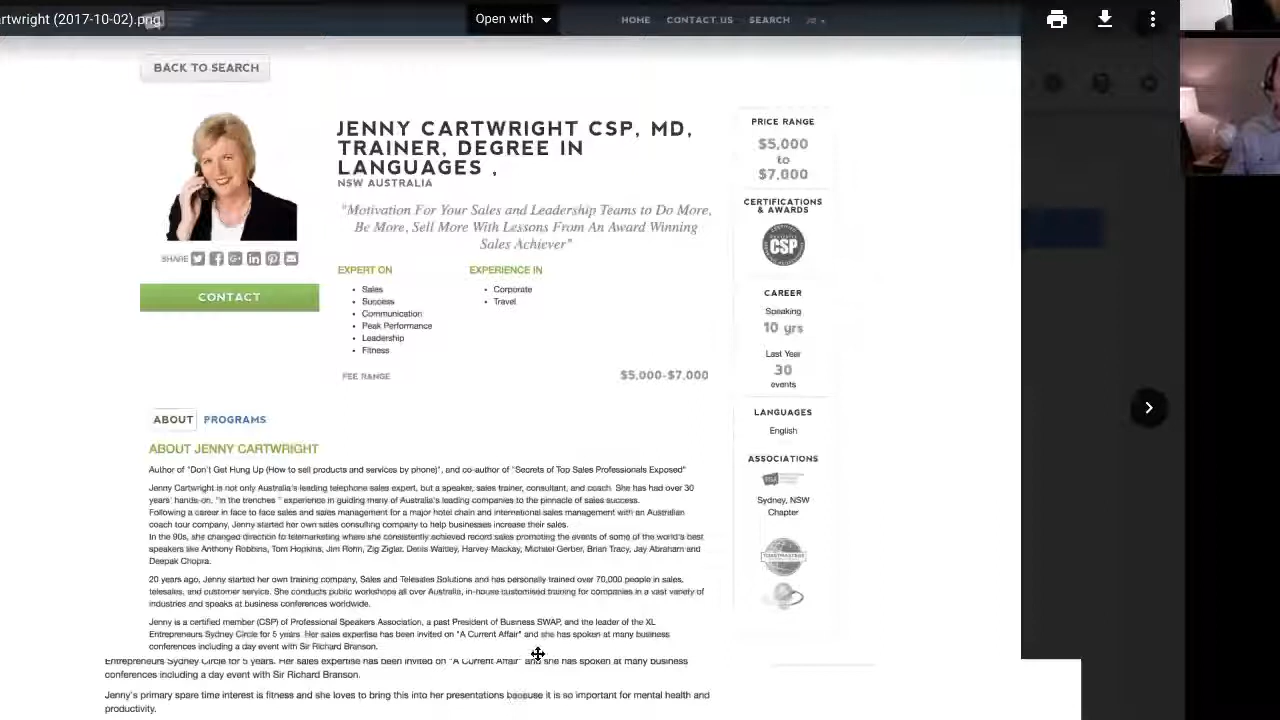 rtwright (2017-10-02).png
Open with
HOME CONTACT US SEARCH
BACK TO SEARCH
JENNY CARTWRIGHT CSP, MD,
TRAINER, DEGREE IN
LANGUAGES ,
NSW AUSTRALIA
"Motivation For Your Sales and Leadership Teams to Do More,
Be More, Sell More With Lessons From An Award Winning
Sales Achiever"
SHARE
CONTACT
EXPERT ON
Sales
Success
Communication
Peak Performance
Leadership
Fitness
EXPERIENCE IN
Corporate
Travel
FEE RANGE $5,000-$7,000
PRICE RANGE
$5,000
to
$7,000
CERTIFICATIONS
& AWARDS
CSP
CAREER
Speaking
10 yrs
Last Year
30
events
LANGUAGES
English
ASSOCIATIONS
Sydney, NSW
Chapter
ABOUT PROGRAMS
ABOUT JENNY CARTWRIGHT
Author of "Don't Get Hung Up (How to sell products and services by phone)", and co-author of "Secrets of Top Sales Professionals Exposed"
Jenny Cartwright is not only Australia's leading telephone sales expert, but a speaker, sales trainer, consultant, and coach. She has had over 30
years' hands-on, "in the trenches " experience in guiding many of Australia's leading companies to the pinnacle of sales success.
Following a career in face to face sales and sales management for a major hotel chain and international sales management with an Australian
coach tour company, Jenny started her own sales consulting company to help businesses increase their sales.
In the 90s, she changed direction to telemarketing where she consistently achieved record sales promoting the events of some of the world's best
speakers like Anthony Robbins, Tom Hopkins, Jim Rohn, Zig Ziglar, Denis Waitley, Harvey Mackay, Michael Gerber, Brian Tracy, Jay Abraham and
Deepak Chopra.
20 years ago, Jenny started her own training company, Sales and Telesales Solutions and has personally trained over 70,000 people in sales,
telesales, and customer service. She conducts public workshops all over Australia, in-house customised training for companies in a vast variety of
industries and speaks at business conferences worldwide.
Jenny is a certified member (CSP) of Professional Speakers Association, a past President of Business SWAP, and the leader of the XL
Entrepreneurs Sydney Circle for 5 years. Her sales expertise has been invited on "A Current Affair" and she has spoken at many business
conferences including a day event with Sir Richard Branson.
Entrepreneurs Sydney Circle for 5 years. Her sales expertise has been invited on "A Current Affair" and she has spoken at many business
conferences including a day event with Sir Richard Branson.
Jenny's primary spare time interest is fitness and she loves to bring this into her presentations because it is so important for mental health and
productivity.